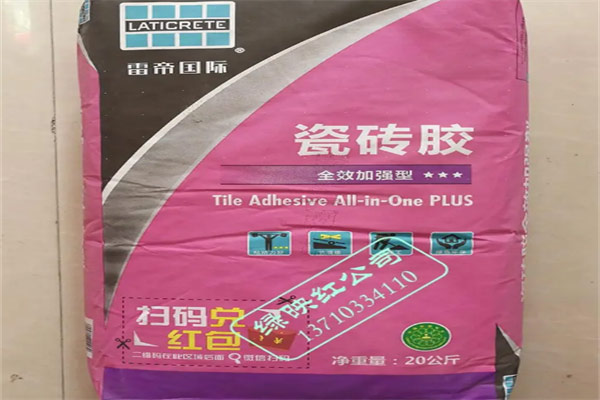 LATICRETE
®
雷帝国际
瓷砖胶
全效加强型 ★★★
Tile Adhesive All-in-One PLUS
绿映红公司
13710334110
扫码兑
红包
净重量：20公斤